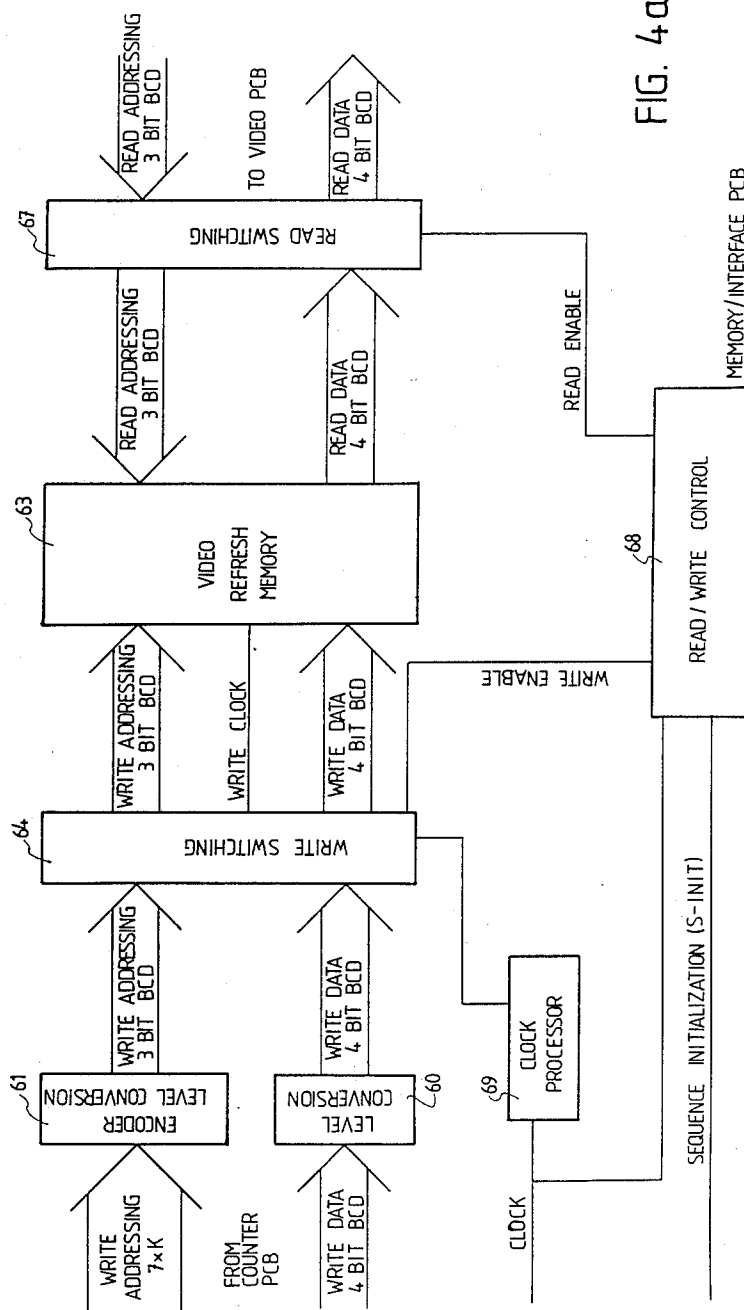 WRITE
ADDRESSING
7×K
61
ENCODER
LEVEL CONVERSION
WRITE ADDRESSING
3 BIT BCD
64
WRITE SWITCHING
WRITE ADDRESSING
3 BIT BCD
63
VIDEO
REFRESH
MEMORY
READ ADDRESSING
3 BIT BCD
67
READ SWITCHING
READ ADDRESSING
3 BIT BCD
FROM
COUNTER
PCB
WRITE CLOCK
TO VIDEO PCB
WRITE DATA
4 BIT BCD
LEVEL
CONVERSION
60
WRITE DATA
4 BIT BCD
WRITE DATA
4 BIT BCD
READ DATA
4 BIT BCD
READ DATA
4 BIT BCD
CLOCK
69
CLOCK
PROCESSOR
WRITE ENABLE
READ ENABLE
68
READ / WRITE CONTROL
SEQUENCE INITIALIZATION (S-INIT)
MEMORY/INTERFACE PCB
FIG. 4a